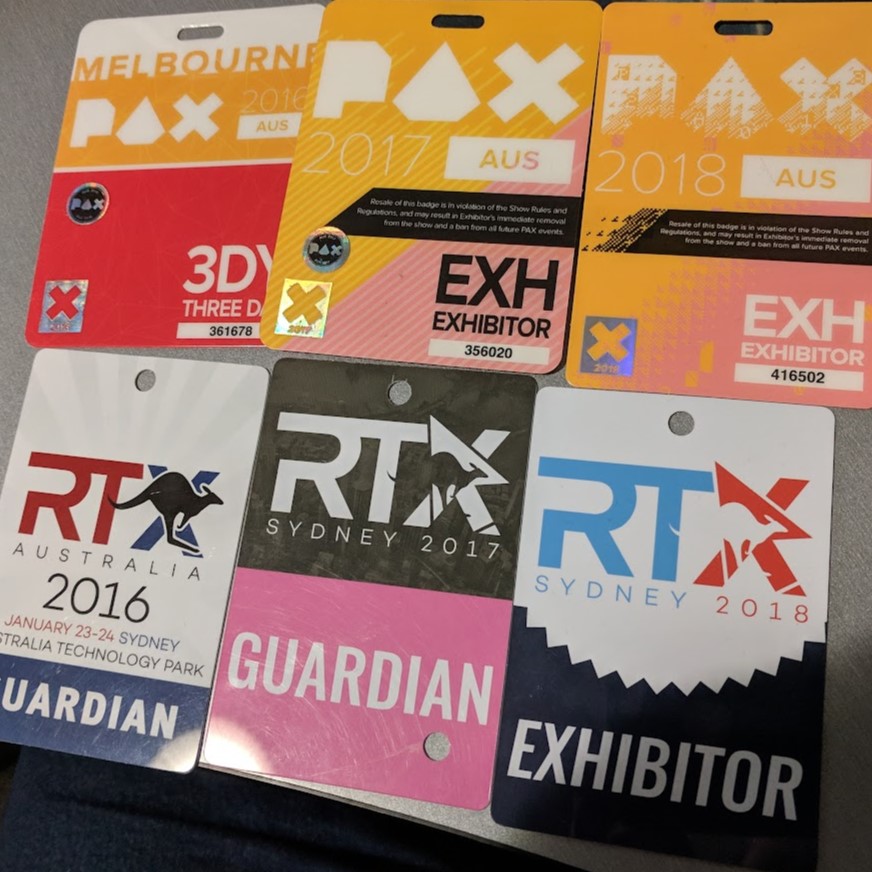 MELBOURNE
PAX 2016
AUS
PAX
3DY
THREE DA
361678
PAX
2017 AUS
Resale of this badge is in violation of the Show Rules and
Regulations, and may result in Exhibitor's immediate removal
from the show and a ban from all future PAX events.
PAX
2017
EXH
EXHIBITOR
356020
PAX
2018 AUS
Resale of this badge is in violation of the Show Rules and
Regulations, and may result in Exhibitor's immediate removal
from the show and a ban from all future PAX events.
2018
EXH
EXHIBITOR
416502
RTX
AUSTRALIA
2016
JANUARY 23-24 SYDNEY
STRALIA TECHNOLOGY PARK
GUARDIAN
RTX
SYDNEY 2017
GUARDIAN
RTX
SYDNEY 2018
EXHIBITOR